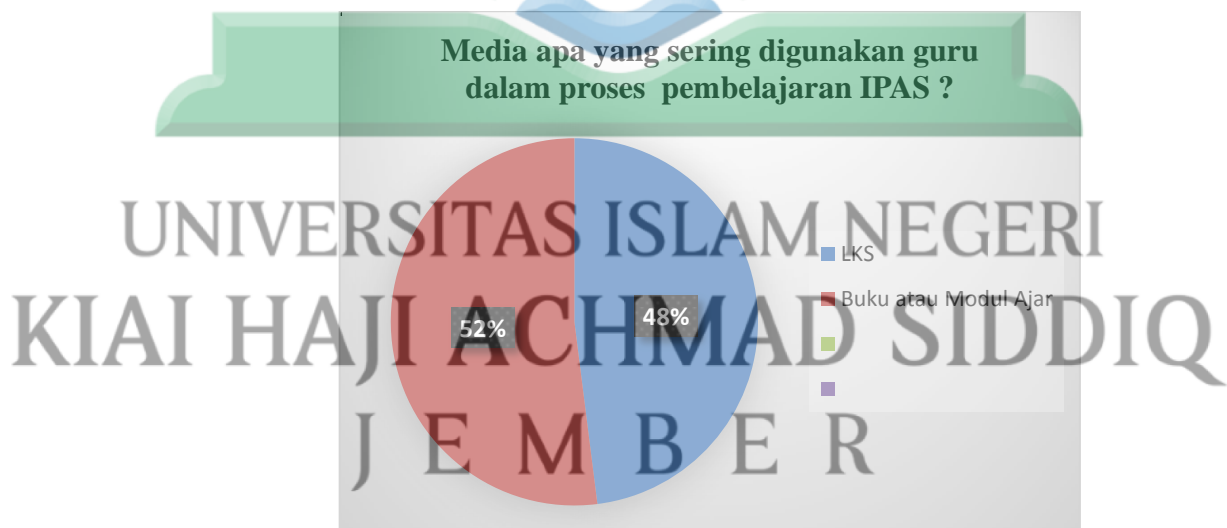 Media apa yang sering digunakan guru
dalam proses pembelajaran IPAS ?
UNIVERSITAS ISLAM NEGERI
LKS
Buku atau Modul Ajar
KIAI HAJI ACHMAD SIDDIQ
52%
48%
JEMBER